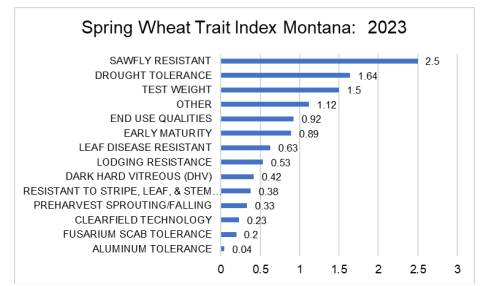 Spring Wheat Trait Index Montana: 2023
SAWFLY RESISTANT 2.5
DROUGHT TOLERANCE 1.64
TEST WEIGHT 1.5
OTHER 1.12
END USE QUALITIES 0.92
EARLY MATURITY 0.89
LEAF DISEASE RESISTANT 0.63
LODGING RESISTANCE 0.53
DARK HARD VITREOUS (DHV) 0.42
RESISTANT TO STRIPE, LEAF, & STEM… 0.38
PREHARVEST SPROUTING/FALLING 0.33
CLEARFIELD TECHNOLOGY 0.23
FUSARIUM SCAB TOLERANCE 0.2
ALUMINUM TOLERANCE 0.04
0 0.5 1 1.5 2 2.5 3